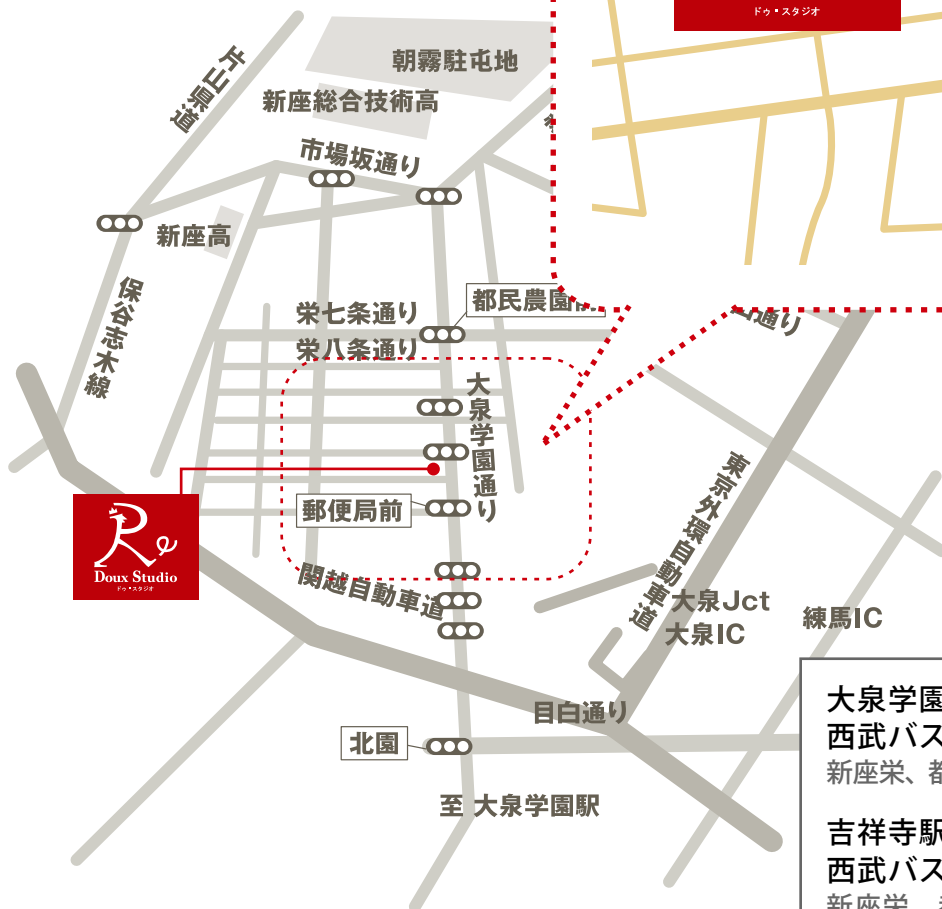 ドゥ・スタジオ
朝霧駐屯地
片山県道
新座総合技術高
市場坂通り
新座高
保谷志木線
都民農園
栄七条通り
栄八条通り
通り
大泉学園通り
東京外環自動車道
郵便局前
Re
Doux Studio
ドゥ・スタジオ
関越自動車道
大泉Jct
大泉IC
練馬IC
目白通り
北園
至 大泉学園駅
大泉学園
西武バス
新座栄、都
吉祥寺駅
西武バス
新座栄、